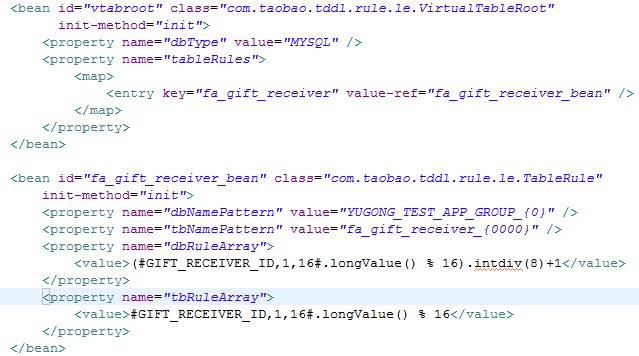 <bean id="vtabroot" class="com.taobao.tddl.rule.le.VirtualTableRoot"
init-method="init">
<property name="dbType" value="MYSQL" />
<property name="tableRules">
<map>
<entry key="fa_gift_receiver" value-ref="fa_gift_receiver_bean" />
</map>
</property>
</bean>
<bean id="fa_gift_receiver_bean" class="com.taobao.tddl.rule.le.TableRule"
init-method="init">
<property name="dbNamePattern" value="YUGONG_TEST_APP_GROUP_{0}" />
<property name="tbNamePattern" value="fa_gift_receiver_{0000}" />
<property name="dbRuleArray">
<value>(#GIFT_RECEIVER_ID,1,16#.longValue() % 16).intdiv(8)+1</value>
</property>
<property name="tbRuleArray">
<value>#GIFT_RECEIVER_ID,1,16#.longValue() % 16</value>
</property>
</bean>